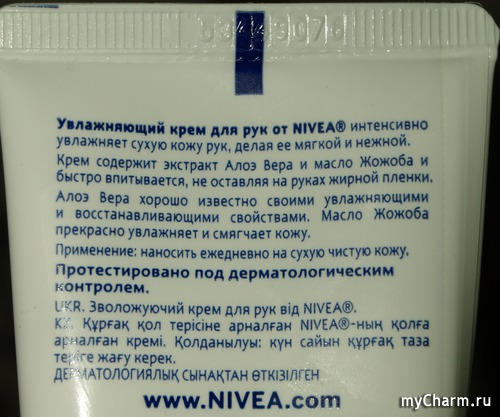 Увлажняющий крем для рук от NIVEA® интенсивно
увлажняет сухую кожу рук, делая ее мягкой и нежной.
Крем содержит экстракт Алоэ Вера и масло Жожоба и
быстро впитывается, не оставляя на руках жирной пленки.
Алоэ Вера хорошо известно своими увлажняющими
и восстанавливающими свойствами. Масло Жожоба
прекрасно увлажняет и смягчает кожу.
Применение: наносить ежедневно на сухую чистую кожу.
Протестировано под дерматологическим
контролем.
UKR. Зволожуючий крем для рук від NIVEA®.
KZ. Құрғақ қол терісіне арналған NIVEA®-ның қолға
арналған кремі. Қолданылуы: күн сайын құрғақ таза
теріге жағу керек.
ДЕРМАТОЛОГИЯЛЫҚ СЫНАҚТАН ӨТКІЗІЛГЕН
www.NIVEA.com
myCharm.ru